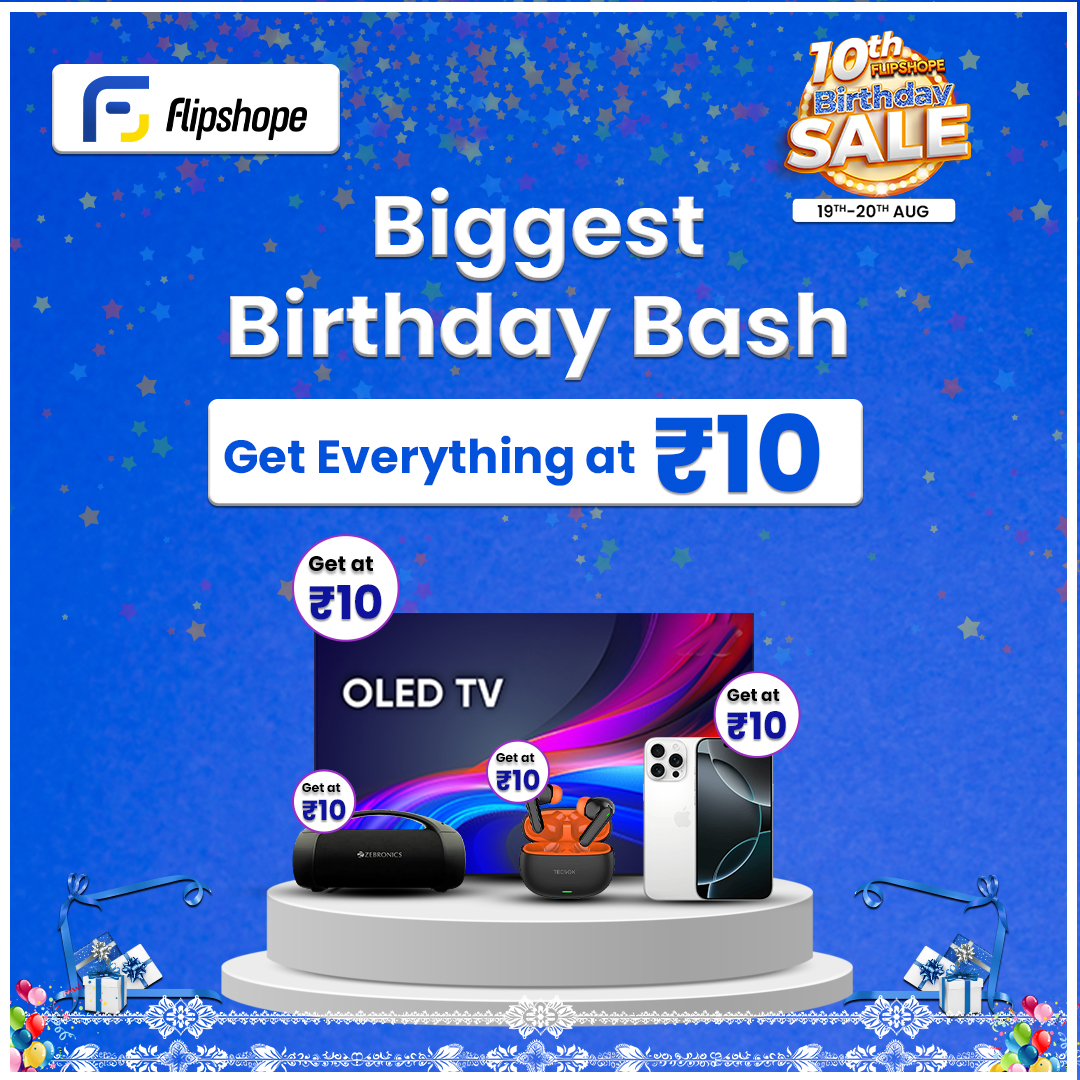 Flipshope
10th
FLIPSHOPE
Birthday
SALE
19TH-20TH AUG
Biggest
Birthday Bash
Get Everything at ₹10
Get at
₹10
OLED TV
Get at
₹10
Get at
₹10
Get at
₹10
ZEBRONICS
TECSOX